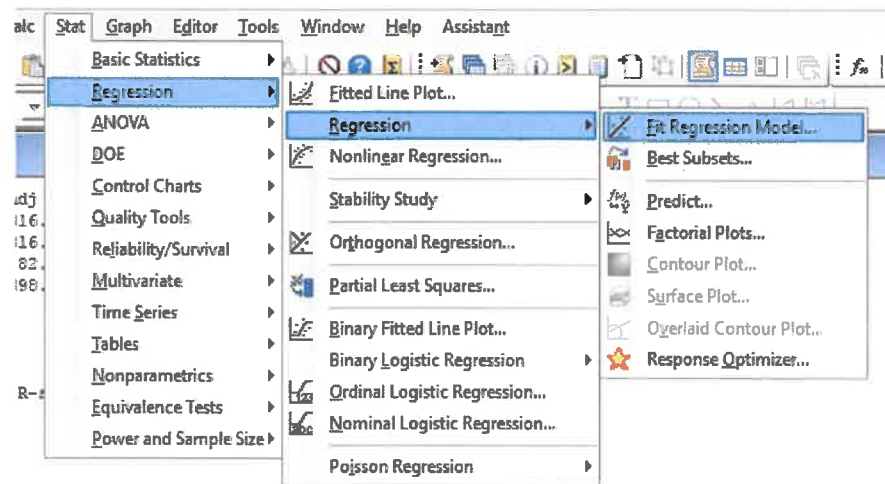 Stat Graph Editor Tools Window Help Assistant
Basic Statistics
Regression
ANOVA
DOE
Control Charts
Quality Tools
Reliability/Survival
Multivariate
Time Series
Tables
Nonparametrics
Equivalence Tests
Power and Sample Size
Fitted Line Plot...
Regression
Nonlinear Regression...
Stability Study
Orthogonal Regression...
Partial Least Squares...
Binary Fitted Line Plot...
Binary Logistic Regression
Ordinal Logistic Regression...
Nominal Logistic Regression...
Poisson Regression
Fit Regression Model...
Best Subsets...
Predict...
Factorial Plots...
Contour Plot...
Surface Plot...
Overlaid Contour Plot...
Response Optimizer...